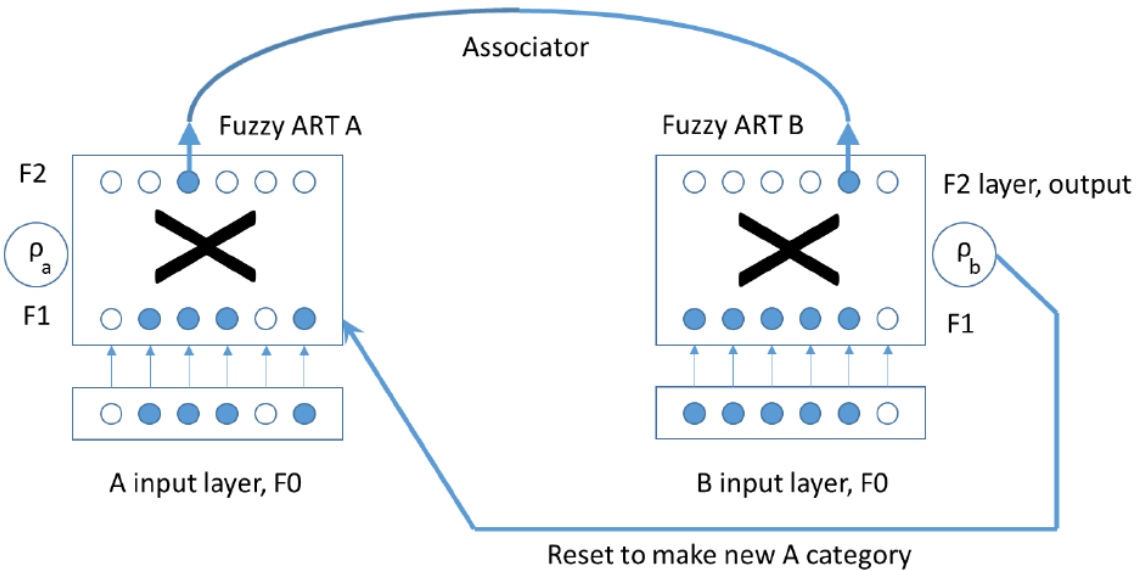 Associator
Fuzzy ART A
Fuzzy ART B
F2
F2 layer, output
ρa
ρb
F1
F1
A input layer, F0
B input layer, F0
Reset to make new A category